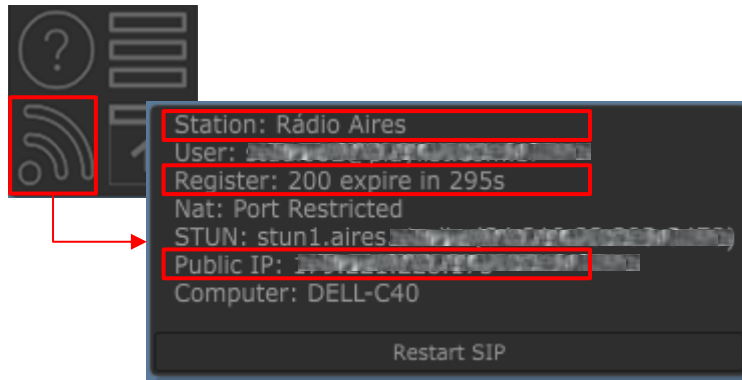 ?
Station: Rádio Aires
User:
Register: 200 expire in 295s
Nat: Port Restricted
STUN: stun1.aires.
Public IP:
Computer: DELL-C40
Restart SIP